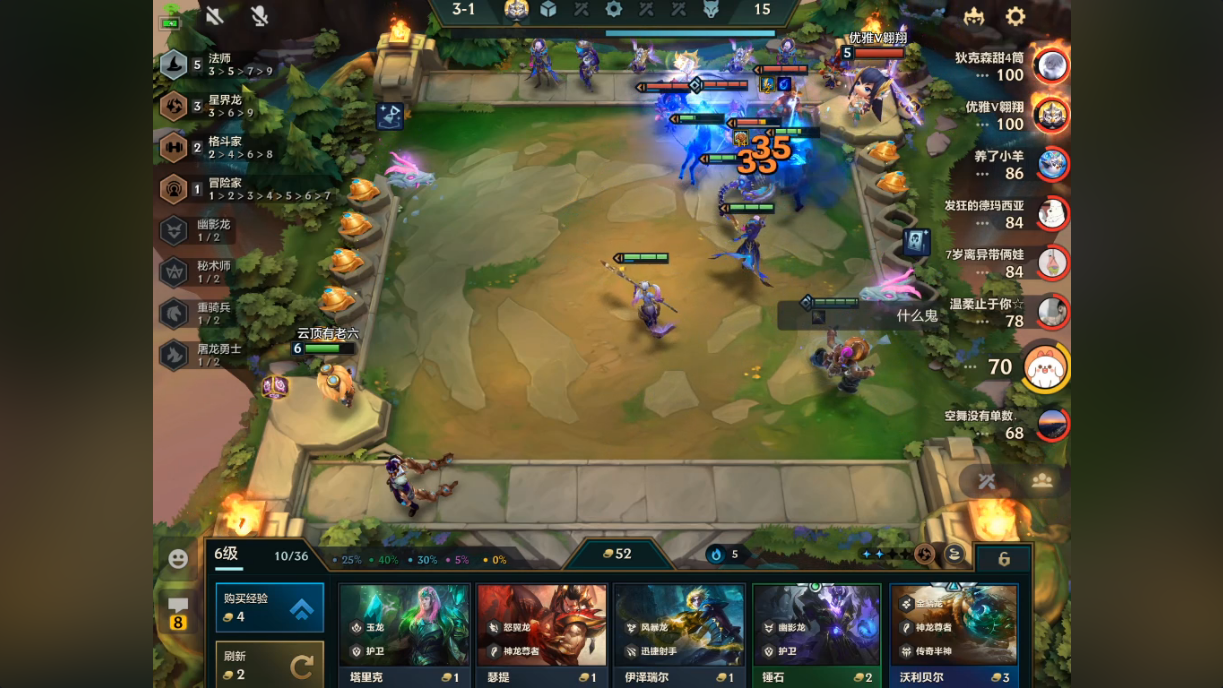 3-1
15
法师
5
3 > 5 > 7 > 9
星界龙
3
3 > 6 > 9
格斗家
2
2 > 4 > 6 > 8
冒险家
1
1 > 2 > 3 > 4 > 5 > 6 > 7
幽影龙
1 / 2
秘术师
1 / 2
重骑兵
1 / 2
屠龙勇士
1 / 2
优雅V翱翔
5
35
35
云顶有老六
6
什么鬼
狄克森甜4筒
100
优雅V翱翔
100
养了小羊
86
发狂的德玛西亚
84
7岁离异带俩娃
84
温柔止于你☆
78
70
空舞没有单数.
68
6级
10/36
25% 40% 30% 5% 0%
52
5
6
购买经验
4
刷新
2
8
玉龙
护卫
塔里克 1
怒翼龙
神龙尊者
瑟提 1
风暴龙
迅捷射手
伊泽瑞尔 1
幽影龙
护卫
锤石 2
金鳞龙
神龙尊者
传奇半神
沃利贝尔 3